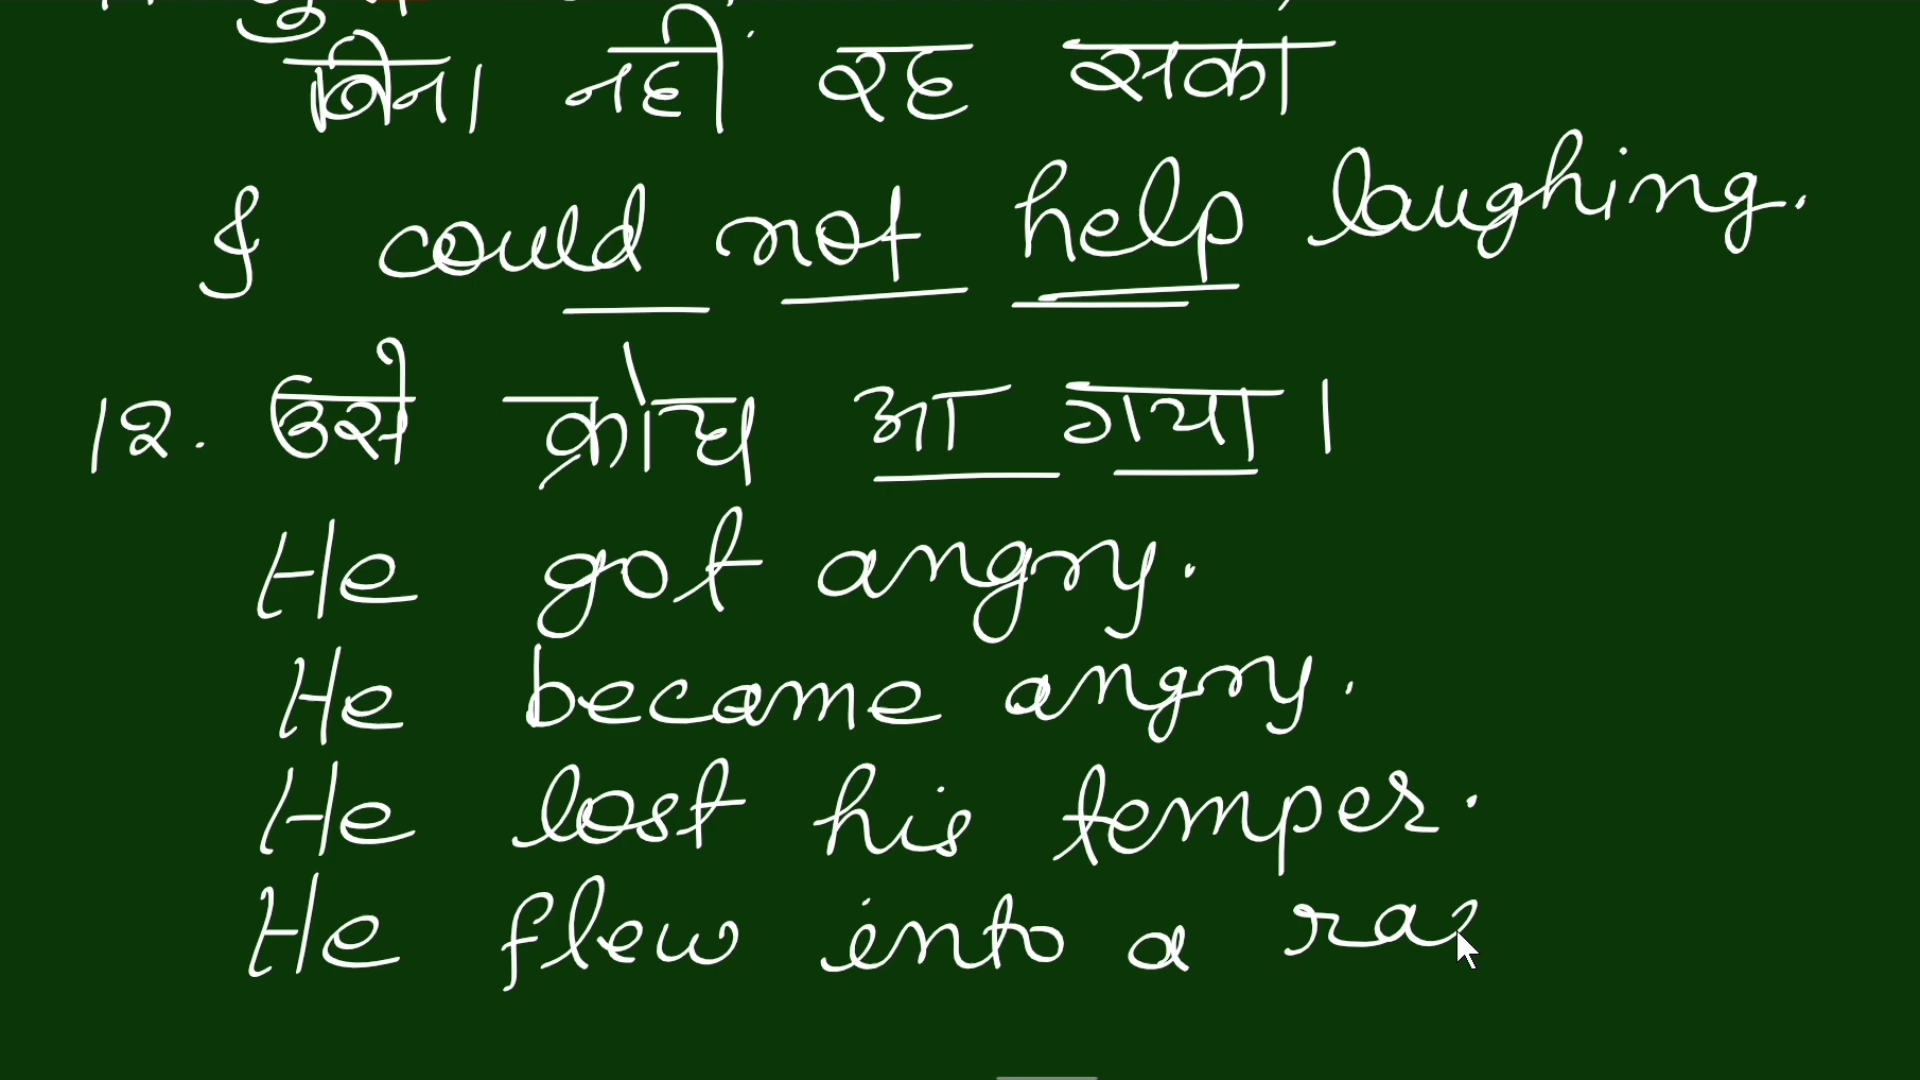 बिना नहीं रह सका
I could not help laughing.
12. उसे क्रोध आ गया।
He got angry.
He became angry.
He lost his temper.
He flew into a